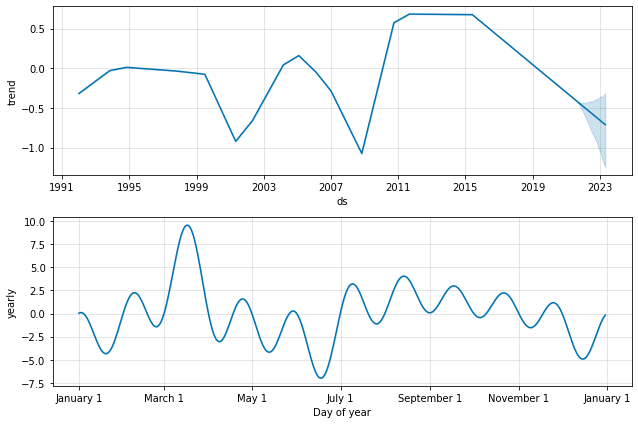 0.5
0.0
−0.5
−1.0
trend
1991 1995 1999 2003 2007 2011 2015 2019 2023
ds
10.0
7.5
5.0
2.5
0.0
−2.5
−5.0
−7.5
yearly
January 1 March 1 May 1 July 1 September 1 November 1 January 1
Day of year